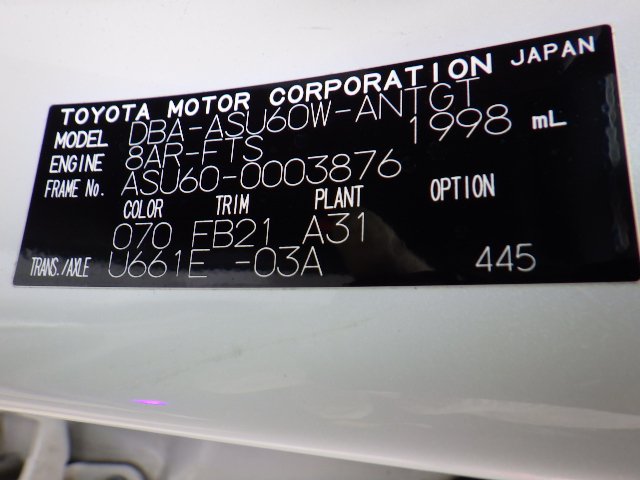 TOYOTA MOTOR CORPORATION JAPAN
MODEL DBA-ASU60W-ANTGT
ENGINE 8AR-FTS 1998 mL
FRAME No. ASU60-0003876
COLOR TRIM PLANT OPTION
070 EB21 A31
TRANS./AXLE U661E -03A 445